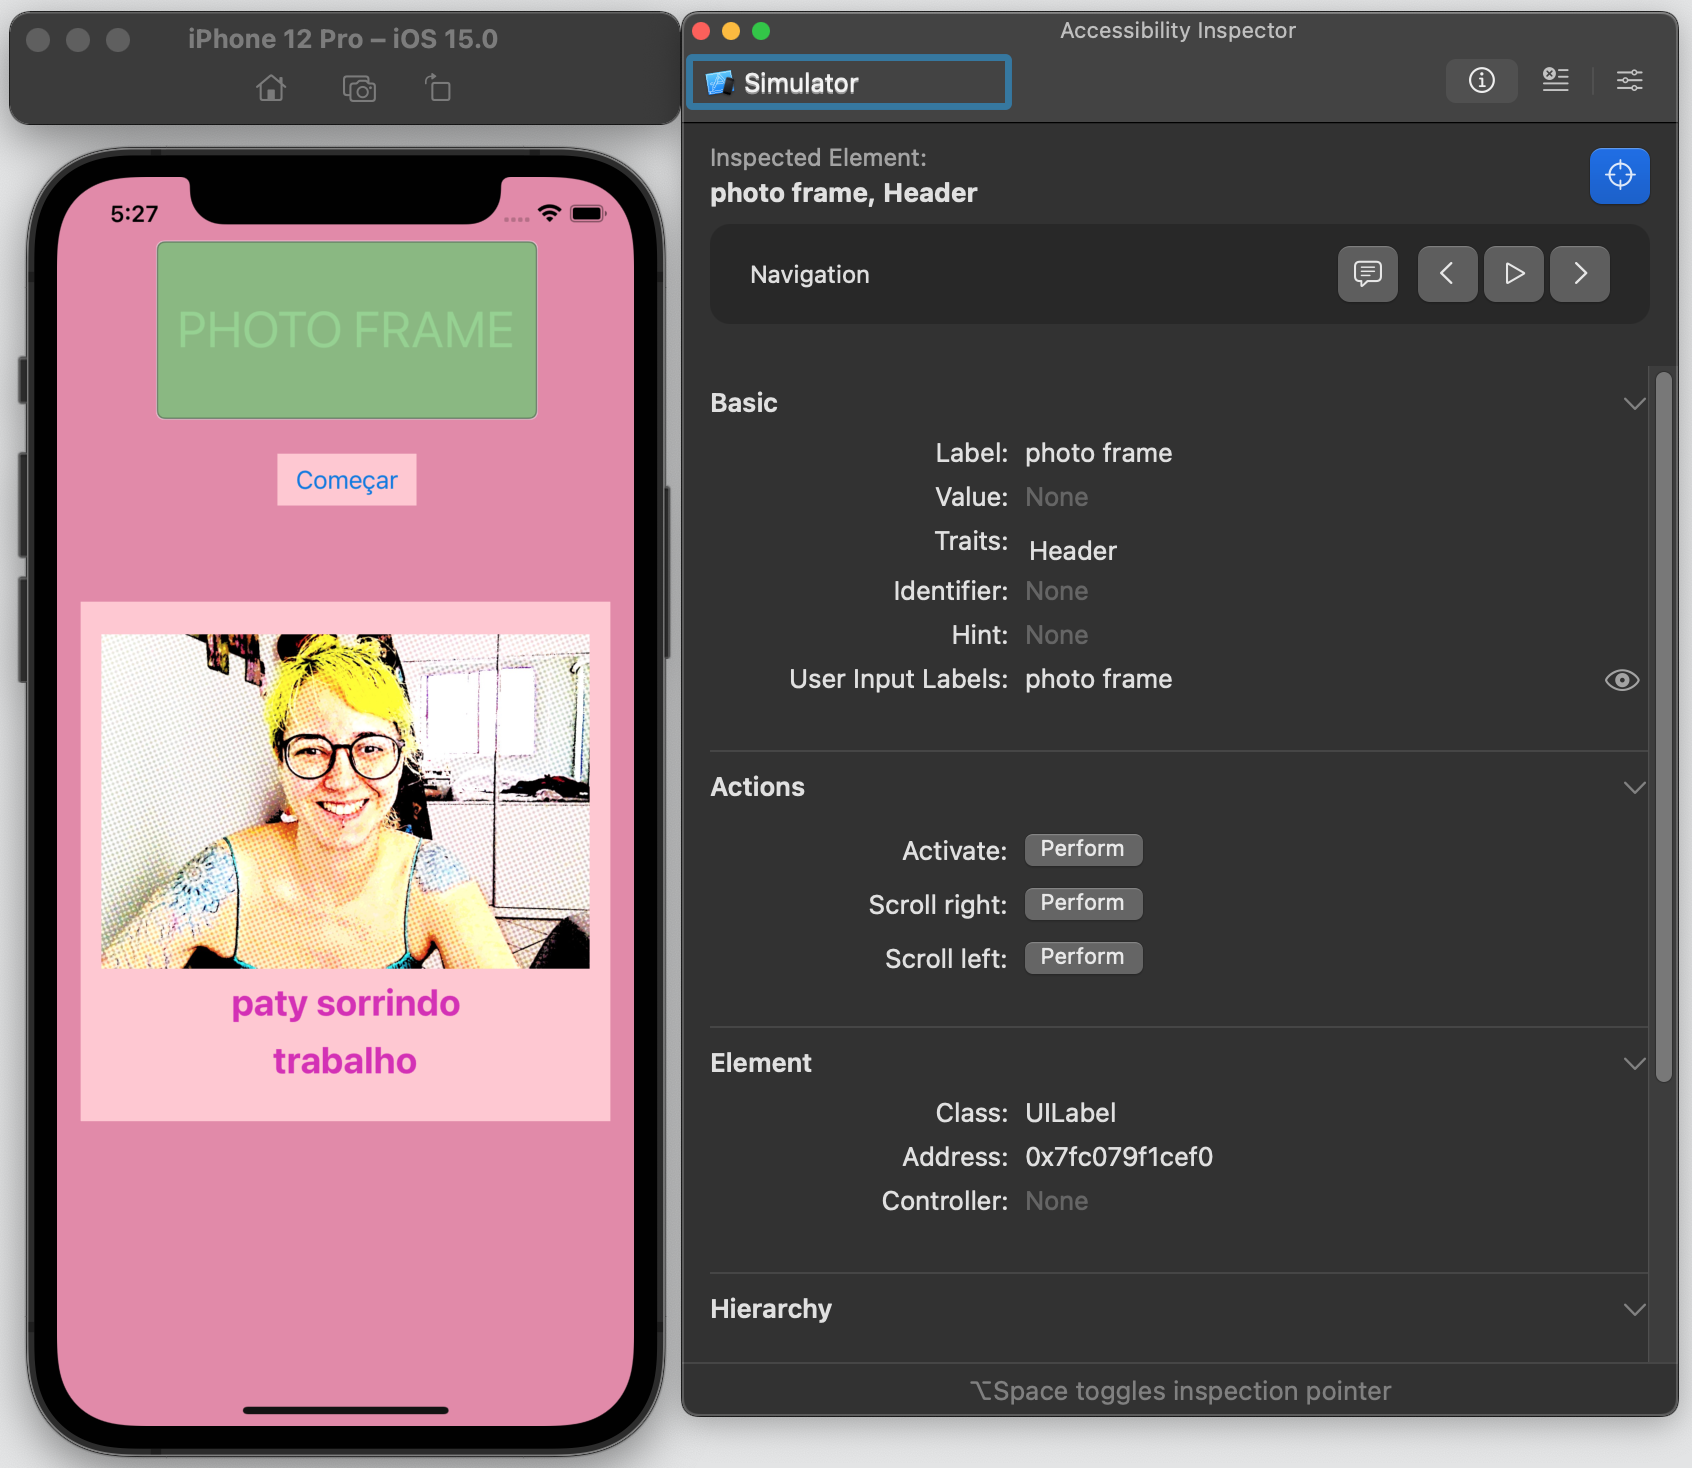 iPhone 12 Pro – iOS 15.0
5:27
PHOTO FRAME
Começar
paty sorrindo
trabalho
Accessibility Inspector
Simulator
Inspected Element:
photo frame, Header
Navigation
Basic
Label: photo frame
Value: None
Traits: Header
Identifier: None
Hint: None
User Input Labels: photo frame
Actions
Activate: Perform
Scroll right: Perform
Scroll left: Perform
Element
Class: UILabel
Address: 0x7fc079f1cef0
Controller: None
Hierarchy
⌥Space toggles inspection pointer